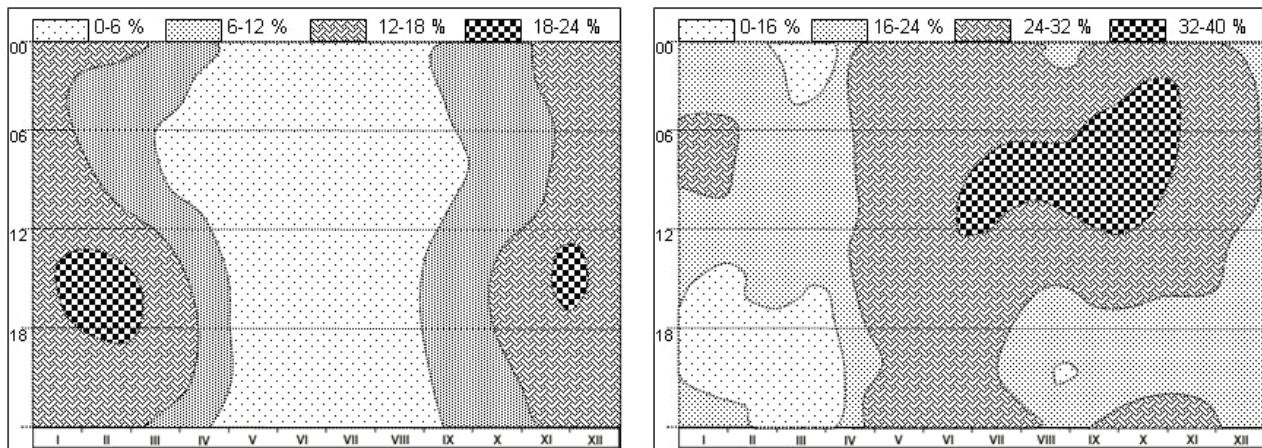 0-6 % 6-12 % 12-18 % 18-24 %
00
06
12
18
I II III IV V VI VII VIII IX X XI XII
0-16 % 16-24 % 24-32 % 32-40 %
00
06
12
18
I II III IV V VI VII VIII IX X XI XII